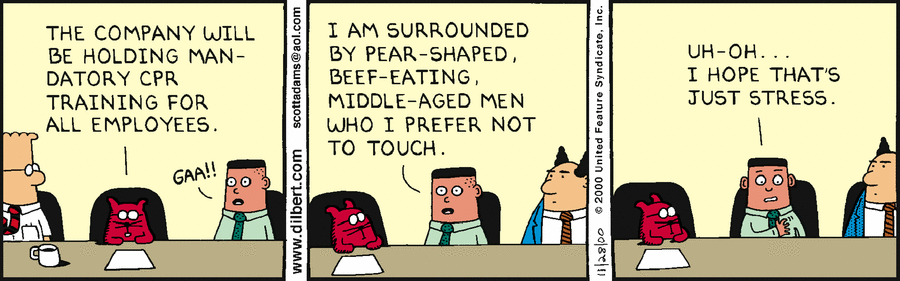 THE COMPANY WILL
BE HOLDING MAN-
DATORY CPR
TRAINING FOR
ALL EMPLOYEES.
GAA!!
www.dilbert.com scottadams@aol.com
I AM SURROUNDED
BY PEAR-SHAPED,
BEEF-EATING,
MIDDLE-AGED MEN
WHO I PREFER NOT
TO TOUCH.
11/28/00 © 2000 United Feature Syndicate, Inc.
UH-OH...
I HOPE THAT'S
JUST STRESS.